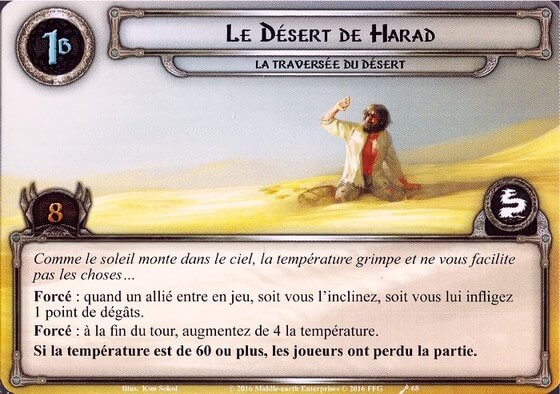 1B
LE DÉSERT DE HARAD
LA TRAVERSÉE DU DÉSERT
8
Comme le soleil monte dans le ciel, la température grimpe et ne vous facilite
pas les choses…
Forcé : quand un allié entre en jeu, soit vous l'inclinez, soit vous lui infligez
1 point de dégâts.
Forcé : à la fin du tour, augmentez de 4 la température.
Si la température est de 60 ou plus, les joueurs ont perdu la partie.
Illus. Kim Sokol © 2016 Middle-earth Enterprises © 2016 FFG 68